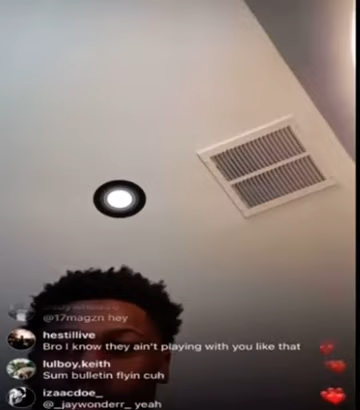 @17magzn hey
hestillive
Bro I know they ain't playing with you like that
lulboy.keith
Sum bulletin flyin cuh
izaacdoe_
@_jaywonderr_ yeah